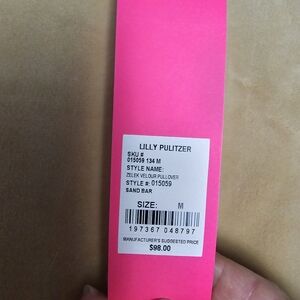 LILLY PULITZER
SKU #
015059 134 M
STYLE NAME:
ZELEK VELOUR PULLOVER
STYLE #: 015059
SAND BAR
SIZE: M
197367 048797
MANUFACTURER'S SUGGESTED PRICE
$98.00